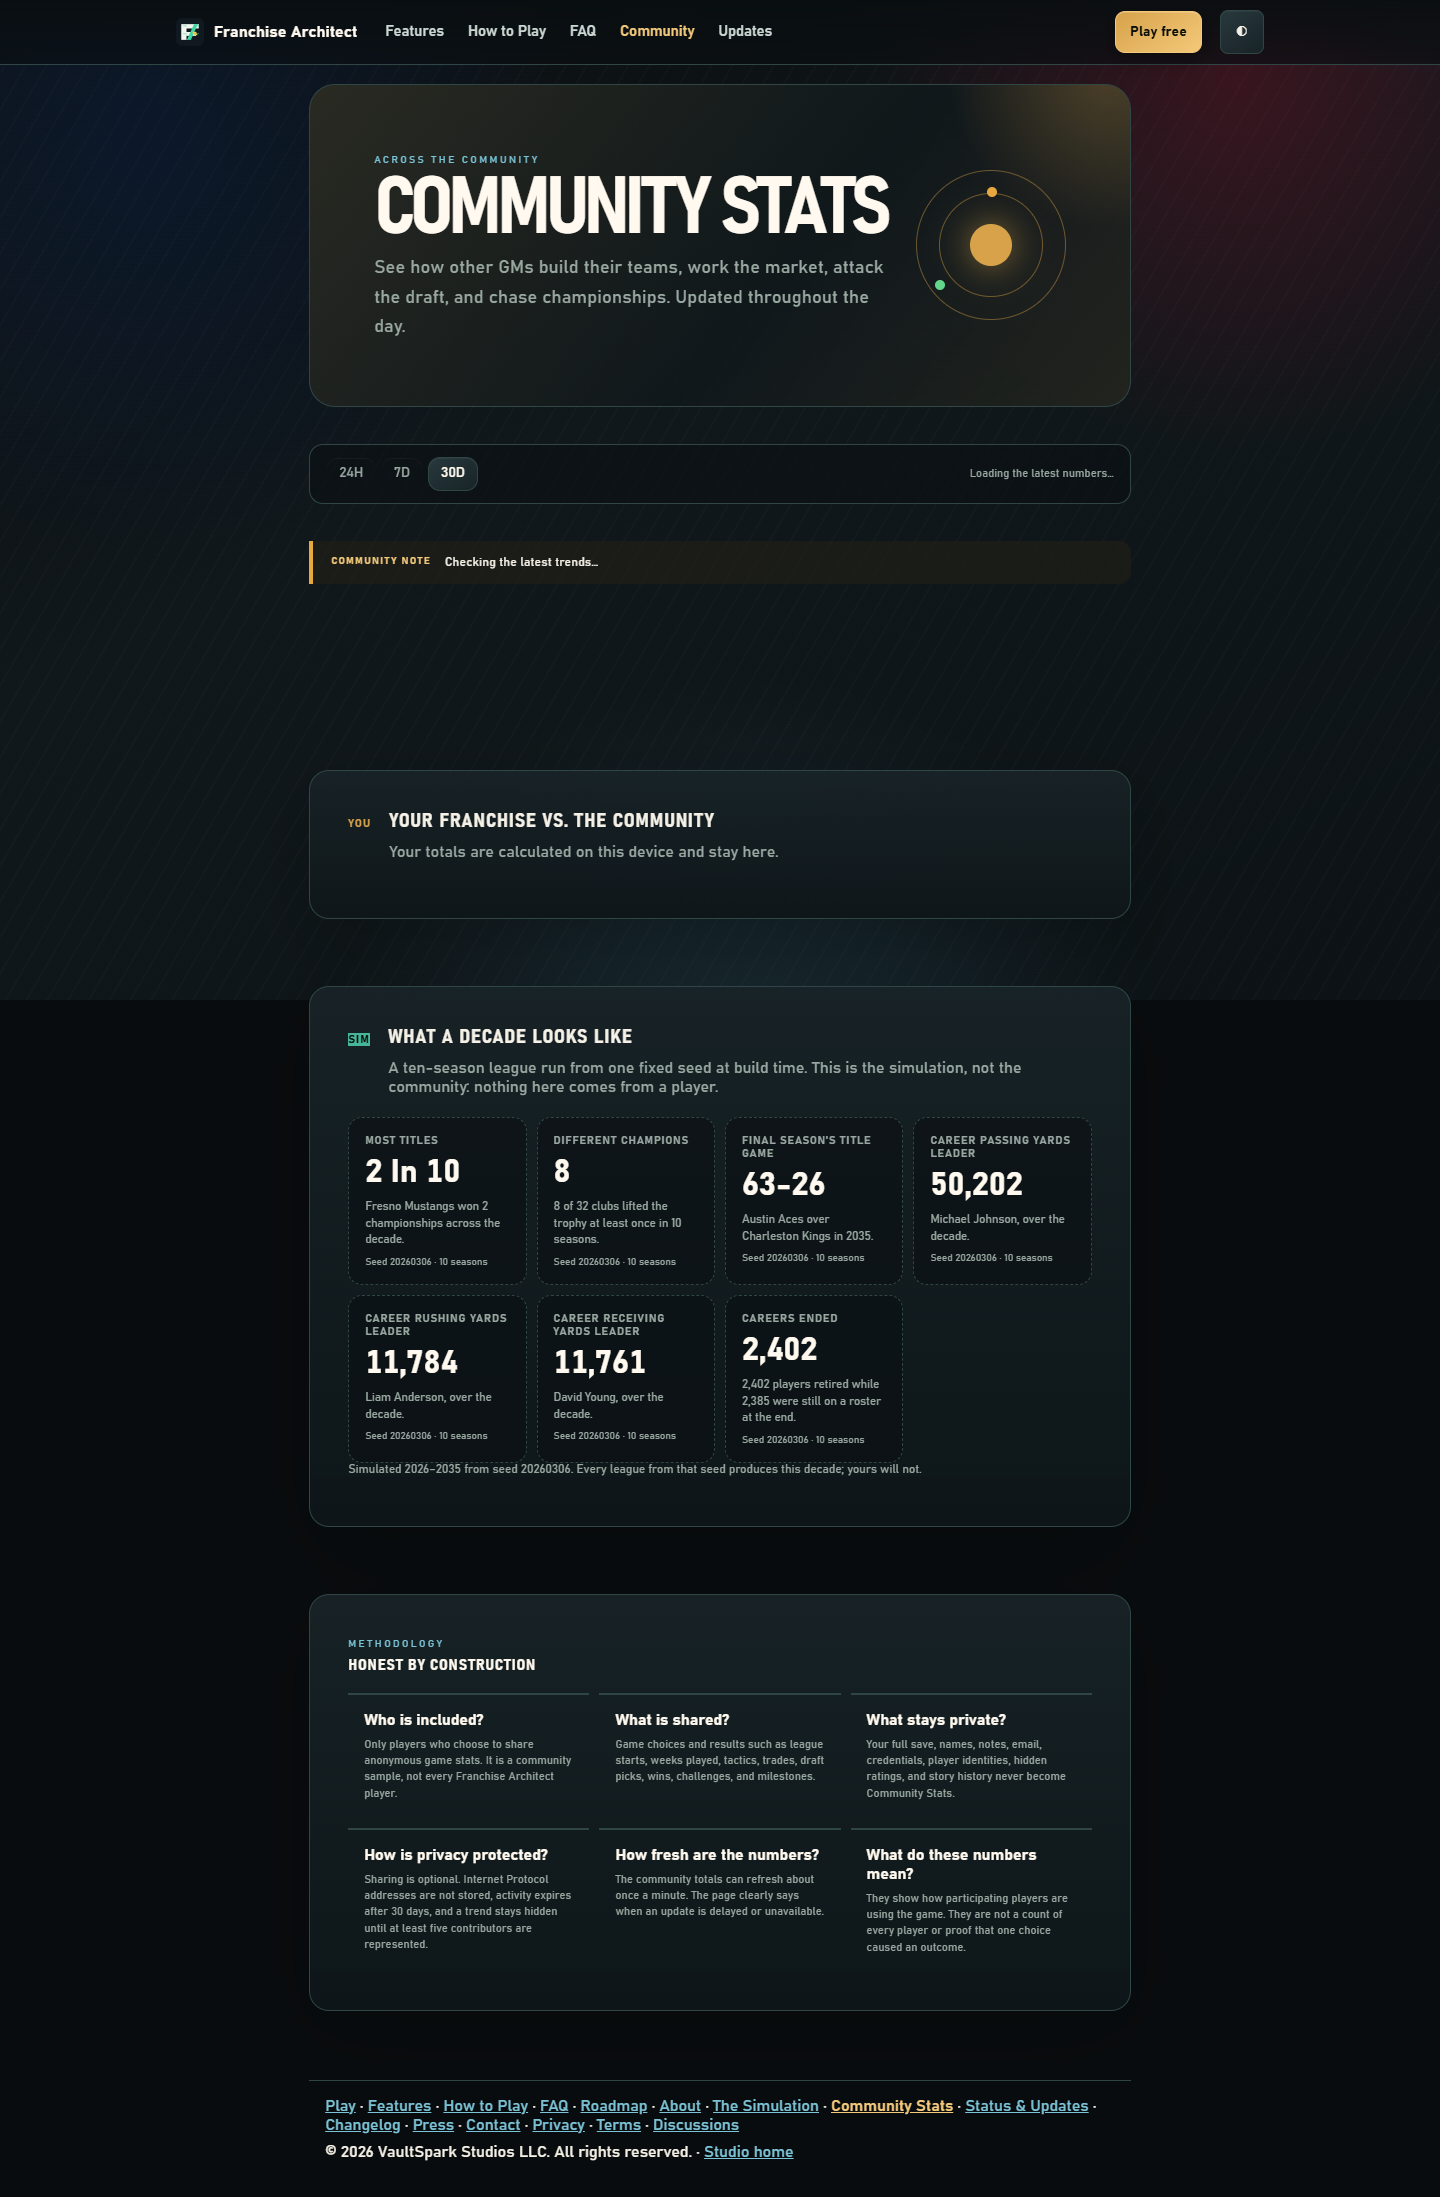 Franchise Architect
Features
How to Play
FAQ
Community
Updates
Play free
ACROSS THE COMMUNITY
COMMUNITY STATS
See how other GMs build their teams, work the market, attack
the draft, and chase championships. Updated throughout the
day.
24H
7D
30D
Loading the latest numbers…
COMMUNITY NOTE
Checking the latest trends…
YOU
YOUR FRANCHISE VS. THE COMMUNITY
Your totals are calculated on this device and stay here.
SIM
WHAT A DECADE LOOKS LIKE
A ten-season league run from one fixed seed at build time. This is the simulation, not the
community: nothing here comes from a player.
MOST TITLES
2 In 10
Fresno Mustangs won 2
championships across the
decade.
Seed 20260306 · 10 seasons
DIFFERENT CHAMPIONS
8
8 of 32 clubs lifted the
trophy at least once in 10
seasons.
Seed 20260306 · 10 seasons
FINAL SEASON'S TITLE
GAME
63–26
Austin Aces over
Charleston Kings in 2035.
Seed 20260306 · 10 seasons
CAREER PASSING YARDS
LEADER
50,202
Michael Johnson, over the
decade.
Seed 20260306 · 10 seasons
CAREER RUSHING YARDS
LEADER
11,784
Liam Anderson, over the
decade.
Seed 20260306 · 10 seasons
CAREER RECEIVING
YARDS LEADER
11,761
David Young, over the
decade.
Seed 20260306 · 10 seasons
CAREERS ENDED
2,402
2,402 players retired while
2,385 were still on a roster
at the end.
Seed 20260306 · 10 seasons
Simulated 2026–2035 from seed 20260306. Every league from that seed produces this decade; yours will not.
METHODOLOGY
HONEST BY CONSTRUCTION
Who is included?
Only players who choose to share
anonymous game stats. It is a community
sample, not every Franchise Architect
player.
What is shared?
Game choices and results such as league
starts, weeks played, tactics, trades, draft
picks, wins, challenges, and milestones.
What stays private?
Your full save, names, notes, email,
credentials, player identities, hidden
ratings, and story history never become
Community Stats.
How is privacy protected?
Sharing is optional. Internet Protocol
addresses are not stored, activity expires
after 30 days, and a trend stays hidden
until at least five contributors are
represented.
How fresh are the numbers?
The community totals can refresh about
once a minute. The page clearly says
when an update is delayed or unavailable.
What do these numbers
mean?
They show how participating players are
using the game. They are not a count of
every player or proof that one choice
caused an outcome.
Play · Features · How to Play · FAQ · Roadmap · About · The Simulation · Community Stats · Status & Updates ·
Changelog · Press · Contact · Privacy · Terms · Discussions
© 2026 VaultSpark Studios LLC. All rights reserved. · Studio home